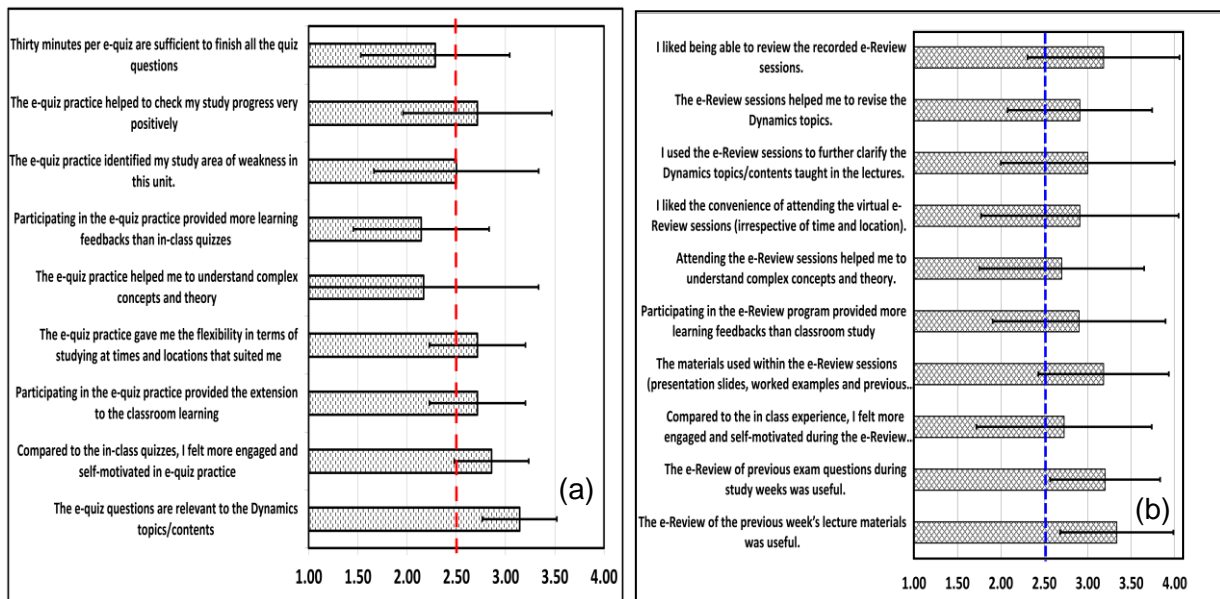 Thirty minutes per e-quiz are sufficient to finish all the quiz
questions
The e-quiz practice helped to check my study progress very
positively
The e-quiz practice identified my study area of weakness in
this unit.
Participating in the e-quiz practice provided more learning
feedbacks than in-class quizzes
The e-quiz practice helped me to understand complex
concepts and theory
The e-quiz practice gave me the flexibility in terms of
studying at times and locations that suited me
Participating in the e-quiz practice provided the extension
to the classroom learning
Compared to the in-class quizzes, I felt more engaged and
self-motivated in e-quiz practice
The e-quiz questions are relevant to the Dynamics
topics/contents
(a)
1.00 1.50 2.00 2.50 3.00 3.50 4.00
I liked being able to review the recorded e-Review
sessions.
The e-Review sessions helped me to revise the
Dynamics topics.
I used the e-Review sessions to further clarify the
Dynamics topics/contents taught in the lectures.
I liked the convenience of attending the virtual e-
Review sessions (irrespective of time and location).
Attending the e-Review sessions helped me to
understand complex concepts and theory.
Participating in the e-Review program provided more
learning feedbacks than classroom study
The materials used within the e-Review sessions
(presentation slides, worked examples and previous..
Compared to the in class experience, I felt more
engaged and self-motivated during the e-Review..
The e-Review of previous exam questions during
study weeks was useful.
The e-Review of the previous week's lecture materials
was useful.
(b)
1.00 1.50 2.00 2.50 3.00 3.50 4.00